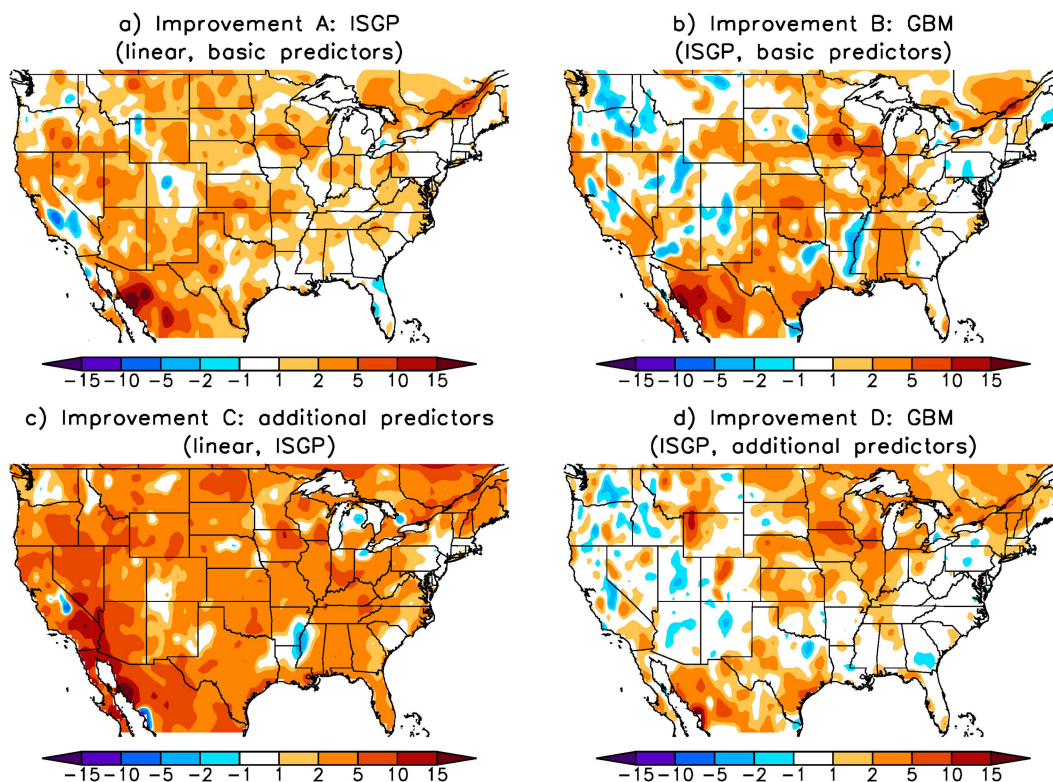 a) Improvement A: ISGP
(linear, basic predictors)
b) Improvement B: GBM
(ISGP, basic predictors)
−15 −10 −5 −2 −1 1 2 5 10 15
−15 −10 −5 −2 −1 1 2 5 10 15
c) Improvement C: additional predictors
(linear, ISGP)
d) Improvement D: GBM
(ISGP, additional predictors)
−15 −10 −5 −2 −1 1 2 5 10 15
−15 −10 −5 −2 −1 1 2 5 10 15